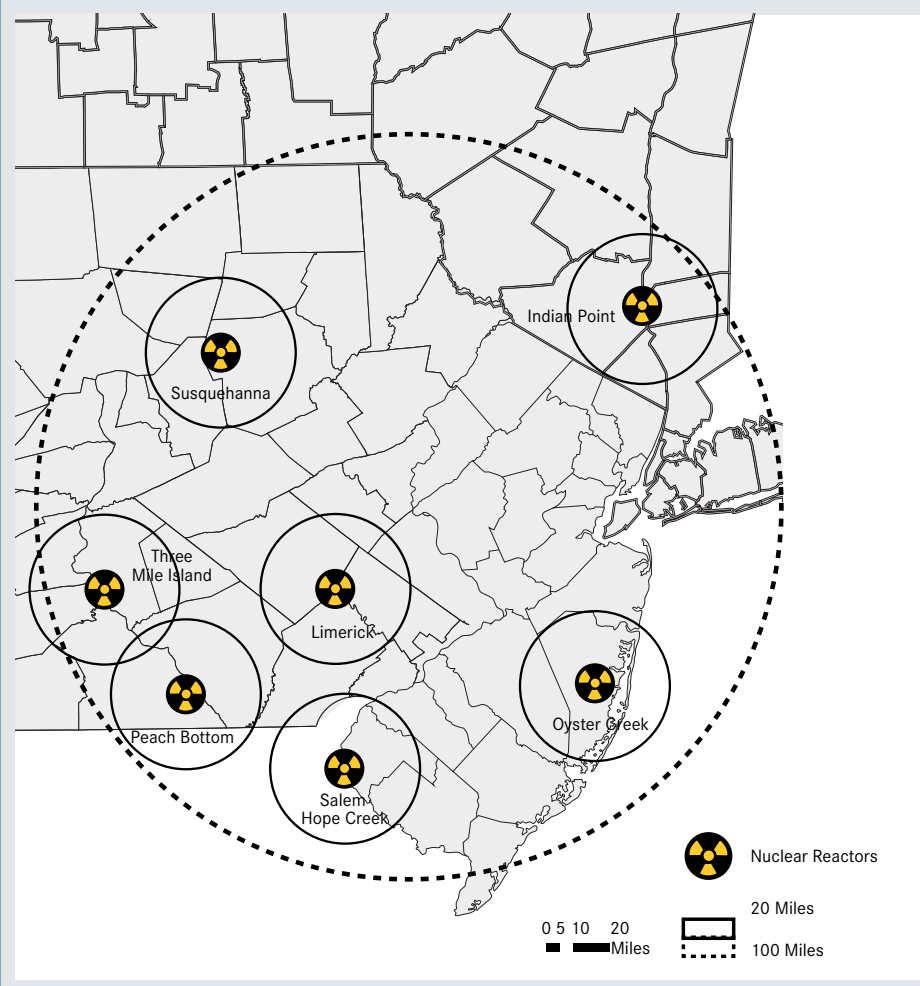 Indian Point
Susquehanna
Three
Mile Island
Limerick
Peach Bottom
Oyster Creek
Salem
Hope Creek
Nuclear Reactors
20 Miles
100 Miles
0 5 10 20
Miles